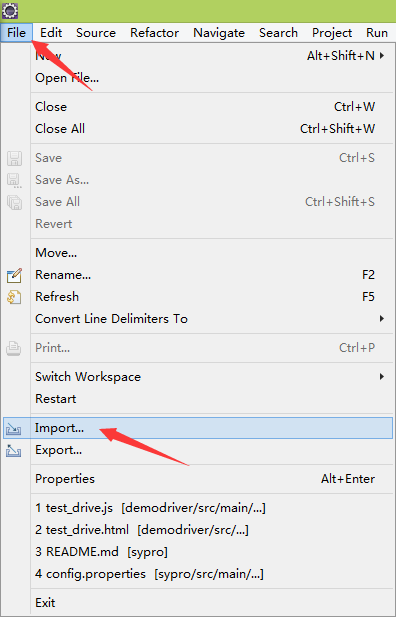 File Edit Source Refactor Navigate Search Project Run
New Alt+Shift+N
Open File...
Close Ctrl+W
Close All Ctrl+Shift+W
Save Ctrl+S
Save As...
Save All Ctrl+Shift+S
Revert
Move...
Rename... F2
Refresh F5
Convert Line Delimiters To
Print... Ctrl+P
Switch Workspace
Restart
Import...
Export...
Properties Alt+Enter
1 test_drive.js [demodriver/src/main/...]
2 test_drive.html [demodriver/src/...]
3 README.md [sypro]
4 config.properties [sypro/src/main/...]
Exit